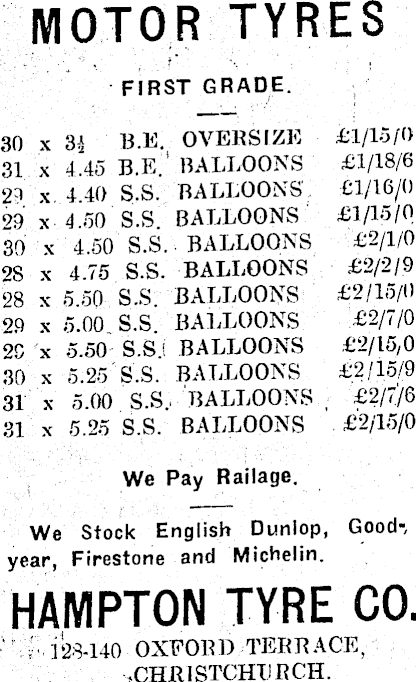 MOTOR TYRES
FIRST GRADE.
30 x 3½ B.E. OVERSIZE £1/15/0
31 x 4.45 B.E. BALLOONS £1/18/6
29 x 4.40 S.S. BALLOONS £1/16/0
29 x 4.50 S.S. BALLOONS £1/15/0
30 x 4.50 S.S. BALLOONS £2/1/0
28 x 4.75 S.S. BALLOONS £2/2/9
28 x 5.50 S.S. BALLOONS £2/15/0
29 x 5.00 S.S. BALLOONS £2/7/0
29 x 5.50 S.S. BALLOONS £2/15,0
30 x 5.25 S.S. BALLOONS £2/15/9
31 x 5.00 S.S. BALLOONS £2/7/6
31 x 5.25 S.S. BALLOONS £2/15/0
We Pay Railage.
We Stock English Dunlop, Good-
year, Firestone and Michelin.
HAMPTON TYRE CO.
128-140 OXFORD TERRACE,
CHRISTCHURCH.